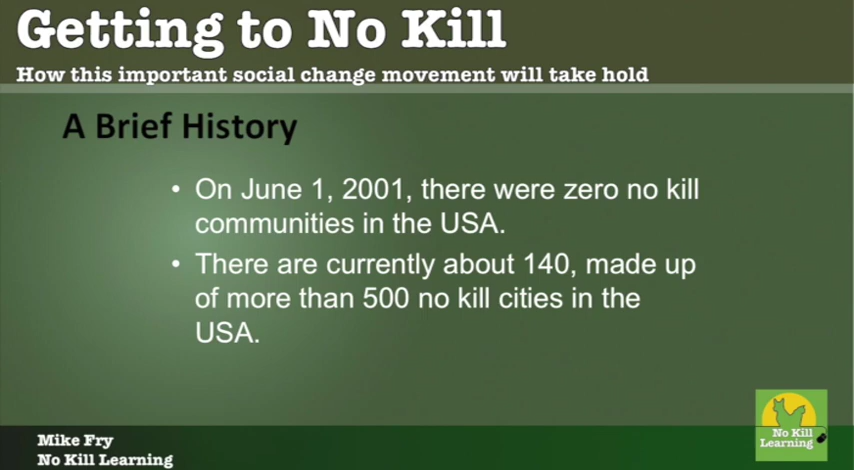 Getting to No Kill
How this important social change movement will take hold
A Brief History
• On June 1, 2001, there were zero no kill
communities in the USA.
• There are currently about 140, made up
of more than 500 no kill cities in the
USA.
Mike Fry
No Kill Learning
No Kill
Learning